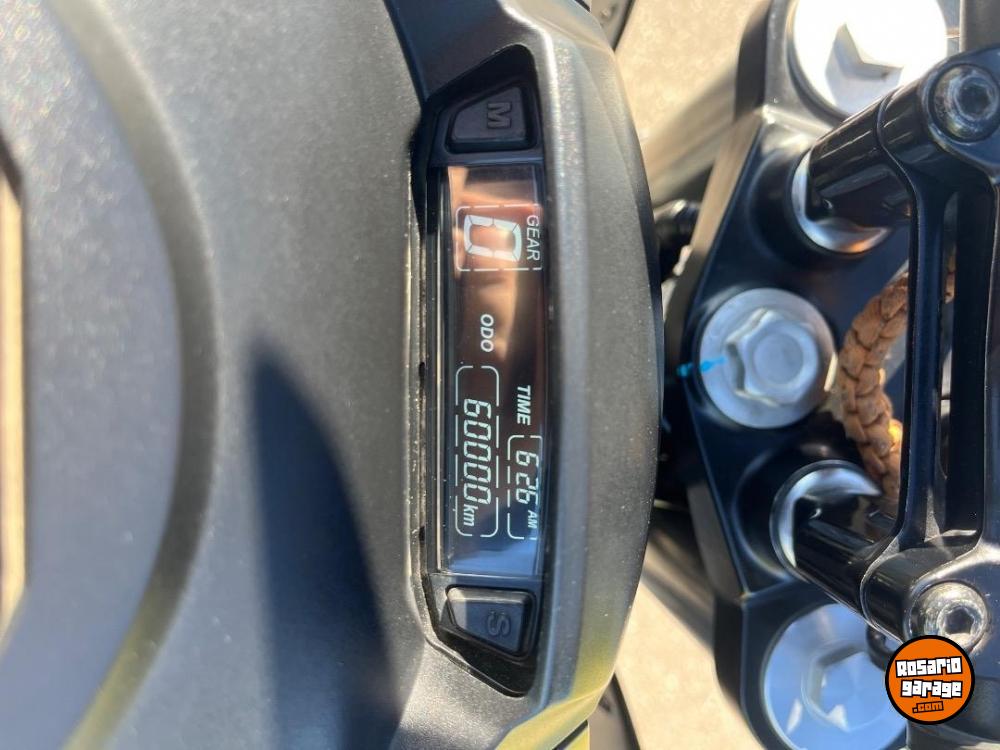 M
GEAR
0
ODO
TIME
6:26 AM
60000 km
S
ROSARIO
garage
.com